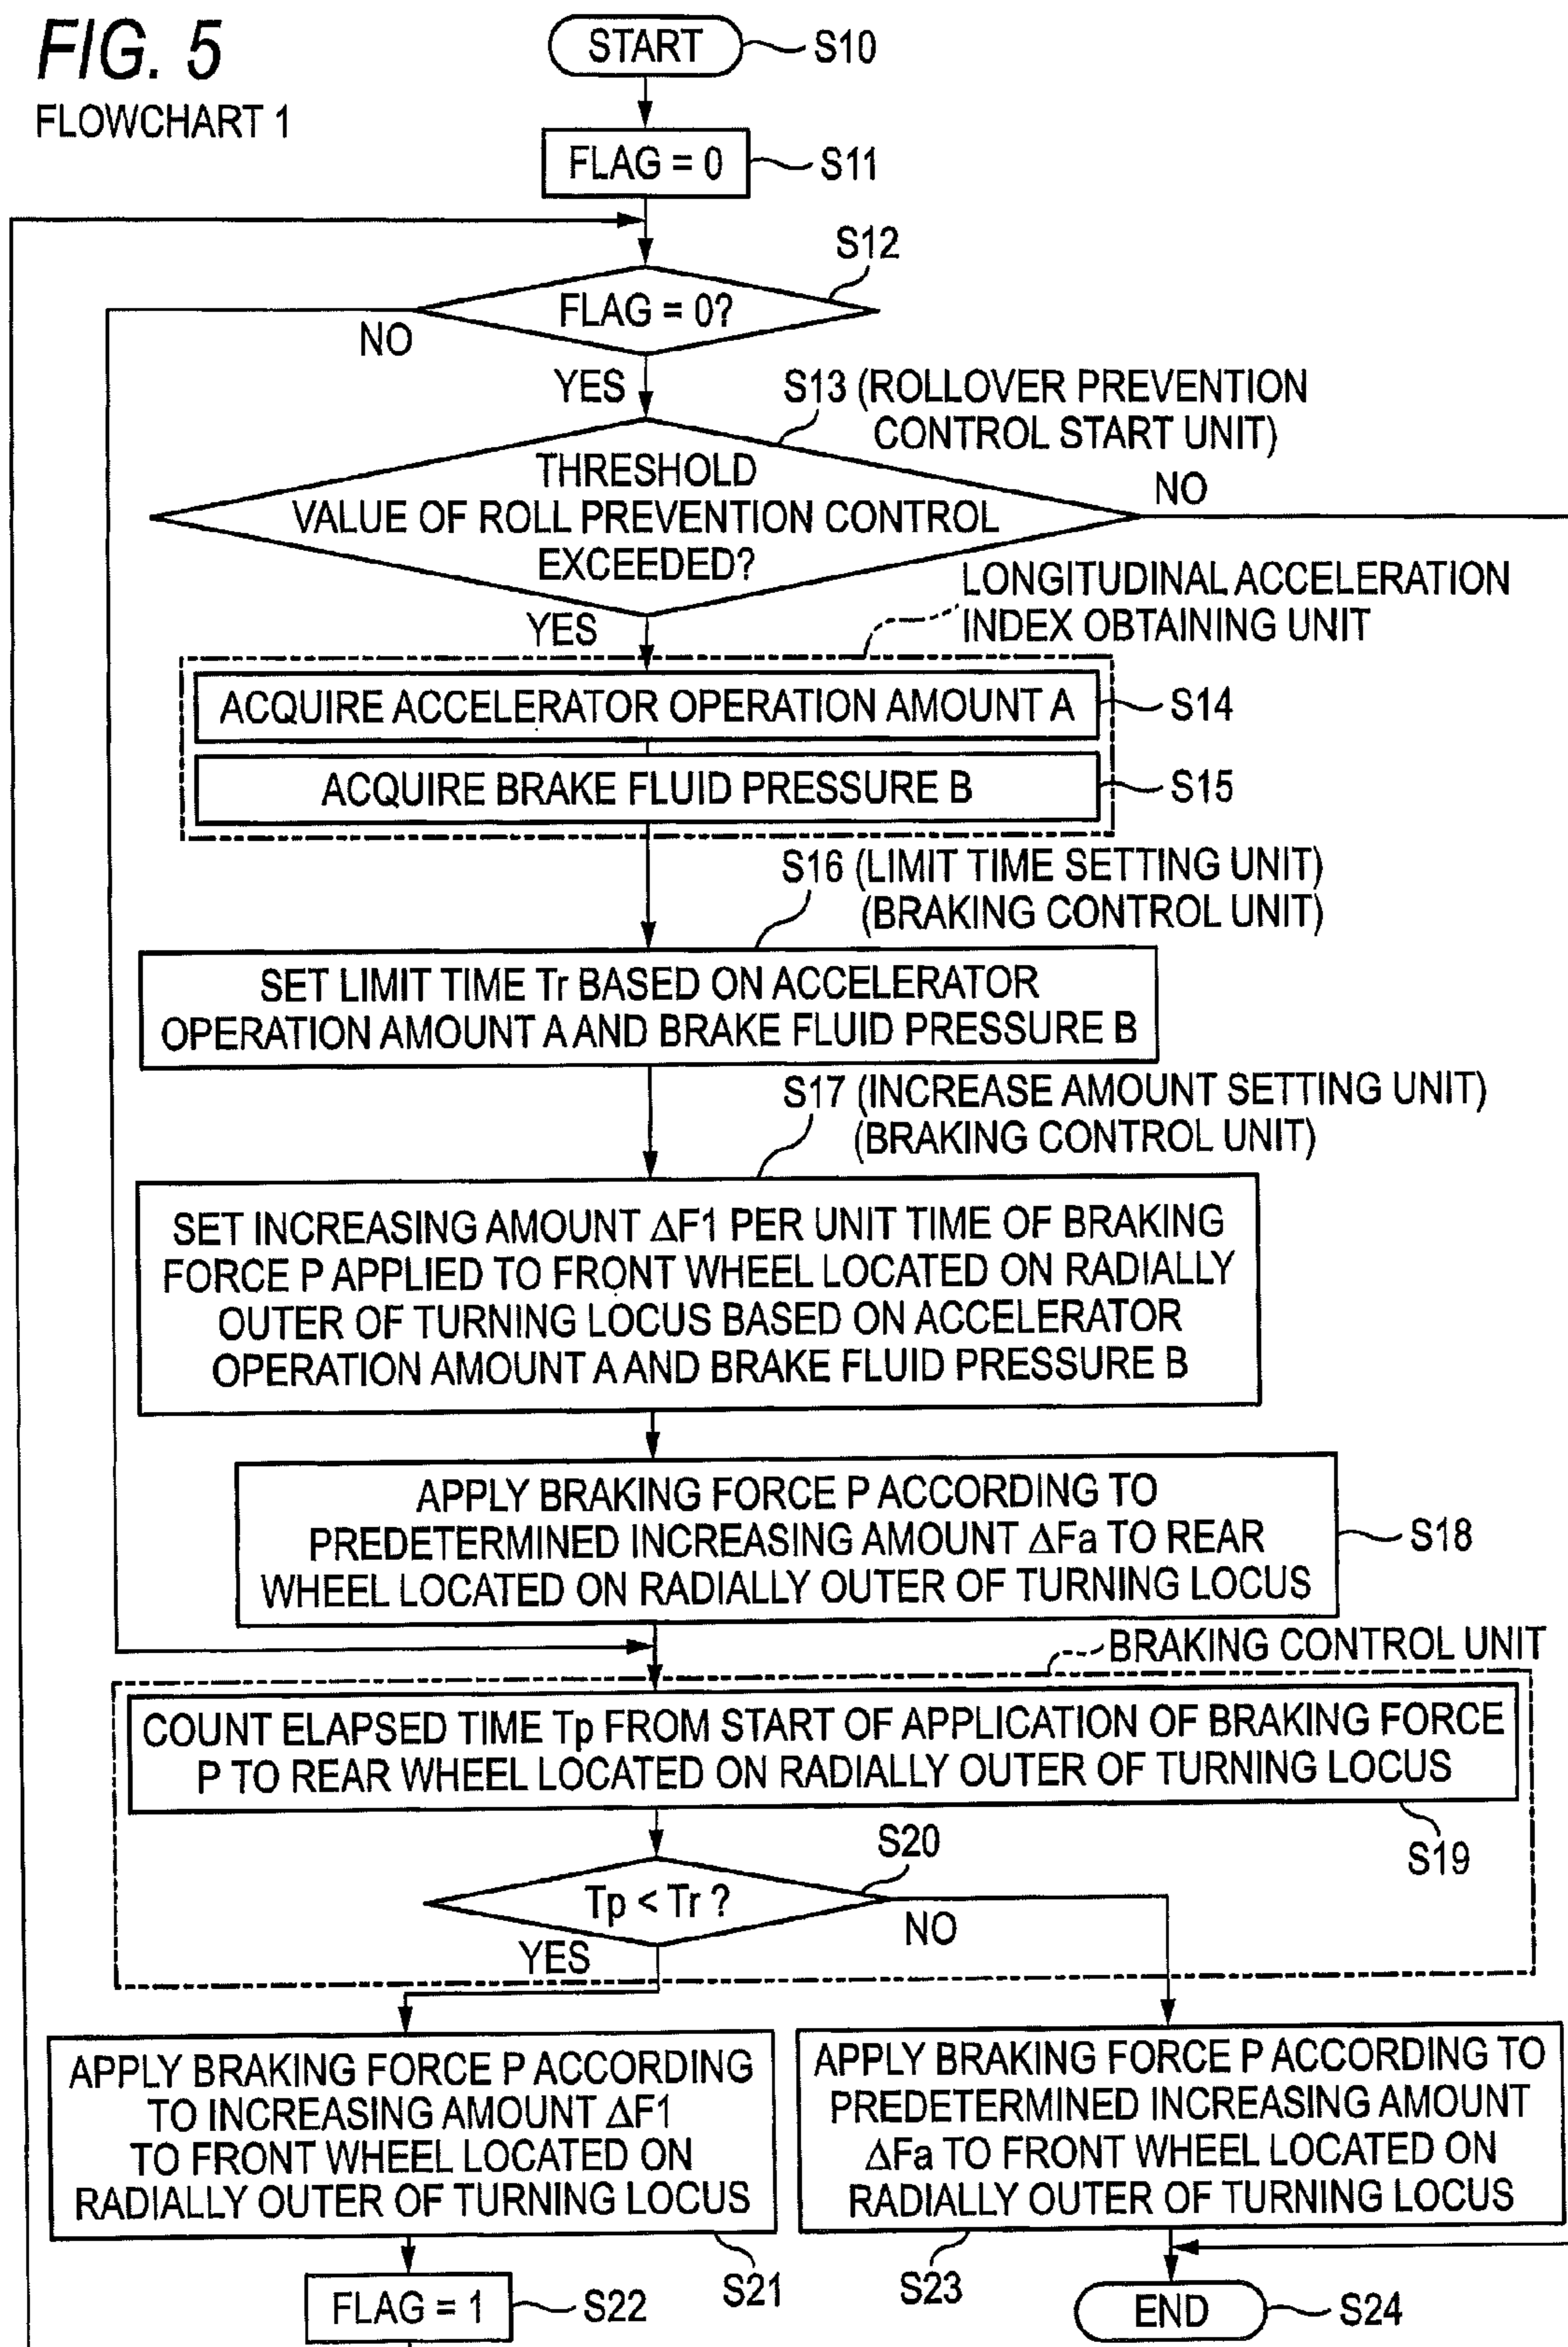 FIG. 5
FLOWCHART 1
START
S10
FLAG = 0
S11
S12
FLAG = 0?
NO
YES
S13 (ROLLOVER PREVENTION
CONTROL START UNIT)
THRESHOLD
VALUE OF ROLL PREVENTION CONTROL
EXCEEDED?
NO
YES
LONGITUDINAL ACCELERATION
INDEX OBTAINING UNIT
ACQUIRE ACCELERATOR OPERATION AMOUNT A
S14
ACQUIRE BRAKE FLUID PRESSURE B
S15
S16 (LIMIT TIME SETTING UNIT)
(BRAKING CONTROL UNIT)
SET LIMIT TIME Tr BASED ON ACCELERATOR
OPERATION AMOUNT A AND BRAKE FLUID PRESSURE B
S17 (INCREASE AMOUNT SETTING UNIT)
(BRAKING CONTROL UNIT)
SET INCREASING AMOUNT ΔF1 PER UNIT TIME OF BRAKING
FORCE P APPLIED TO FRONT WHEEL LOCATED ON RADIALLY
OUTER OF TURNING LOCUS BASED ON ACCELERATOR
OPERATION AMOUNT A AND BRAKE FLUID PRESSURE B
APPLY BRAKING FORCE P ACCORDING TO
PREDETERMINED INCREASING AMOUNT ΔFa TO REAR
WHEEL LOCATED ON RADIALLY OUTER OF TURNING LOCUS
S18
BRAKING CONTROL UNIT
COUNT ELAPSED TIME Tp FROM START OF APPLICATION OF BRAKING FORCE
P TO REAR WHEEL LOCATED ON RADIALLY OUTER OF TURNING LOCUS
S19
S20
Tp < Tr ?
NO
YES
APPLY BRAKING FORCE P ACCORDING
TO INCREASING AMOUNT ΔF1
TO FRONT WHEEL LOCATED ON
RADIALLY OUTER OF TURNING LOCUS
S21
APPLY BRAKING FORCE P ACCORDING TO
PREDETERMINED INCREASING AMOUNT
ΔFa TO FRONT WHEEL LOCATED ON
RADIALLY OUTER OF TURNING LOCUS
S23
FLAG = 1
S22
END
S24